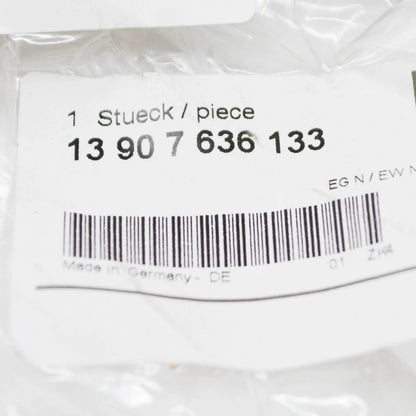 1 Stueck / piece
13 90 7 636 133
EG N / EW N
Made in Germany - DE 01 ZK4